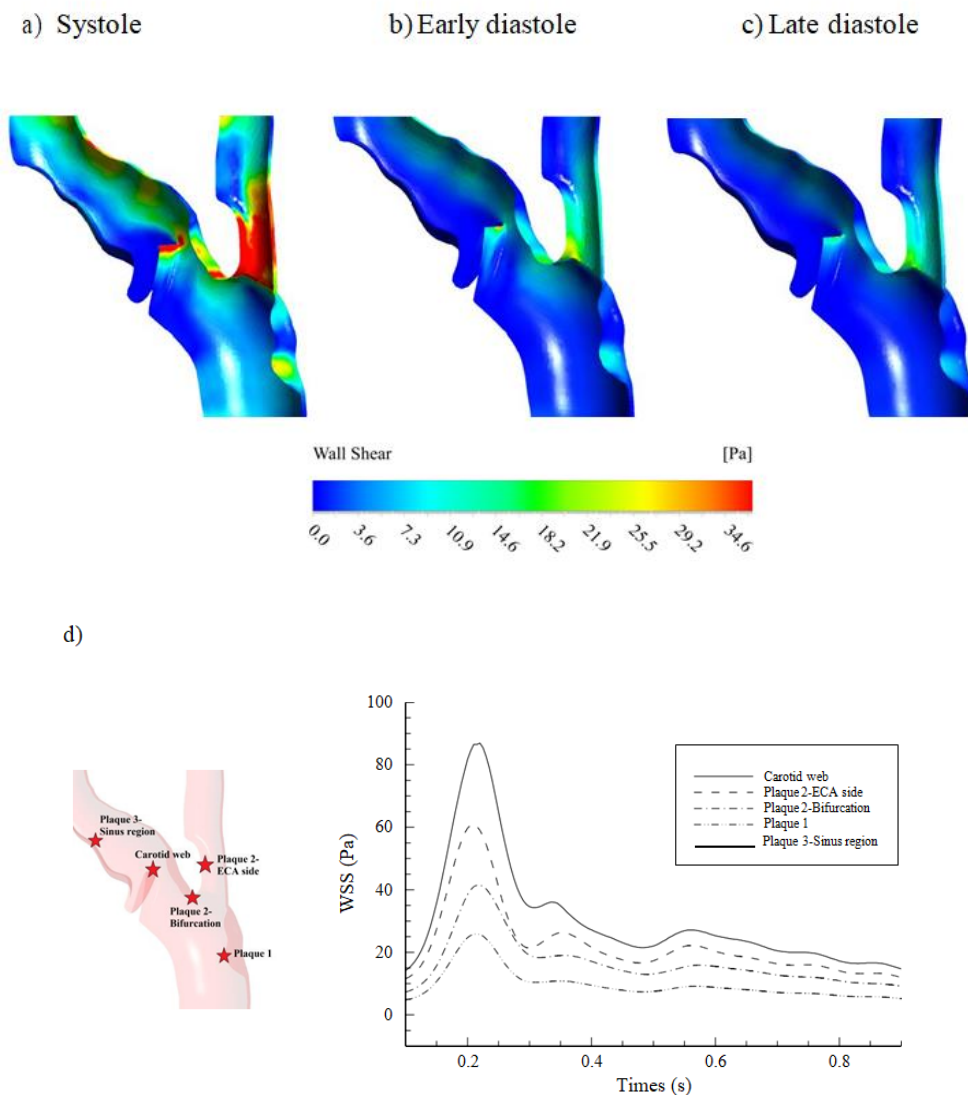 a) Systole
b) Early diastole
c) Late diastole
Wall Shear
[Pa]
0.0
3.6
7.3
10.9
14.6
18.2
21.9
25.5
29.2
34.6
d)
Plaque 3-
Sinus region
Carotid web
Plaque 2-
ECA side
Plaque 2-
Bifurcation
Plaque 1
WSS (Pa)
100
80
60
40
20
0
0.2
0.4
0.6
0.8
Times (s)
Carotid web
Plaque 2-ECA side
Plaque 2-Bifurcation
Plaque 1
Plaque 3-Sinus region